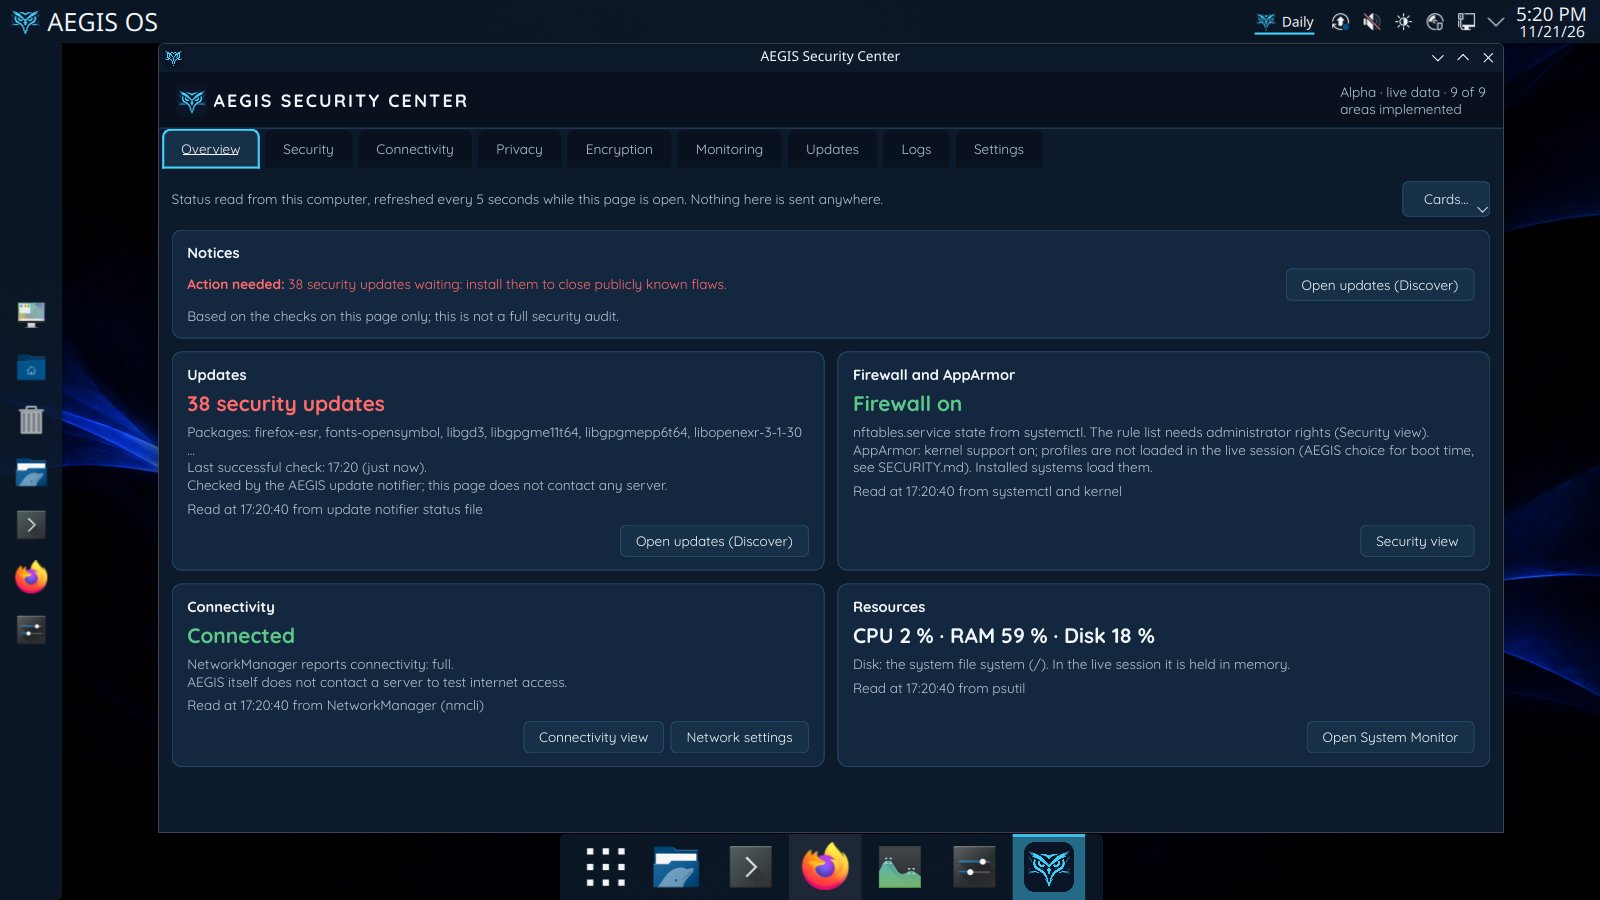 AEGIS OS
Daily
5:20 PM
11/21/26
AEGIS Security Center
AEGIS SECURITY CENTER
Alpha · live data · 9 of 9
areas implemented
Overview
Security
Connectivity
Privacy
Encryption
Monitoring
Updates
Logs
Settings
Status read from this computer, refreshed every 5 seconds while this page is open. Nothing here is sent anywhere.
Cards...
Notices
Action needed: 38 security updates waiting: install them to close publicly known flaws.
Open updates (Discover)
Based on the checks on this page only; this is not a full security audit.
Updates
38 security updates
Packages: firefox-esr, fonts-opensymbol, libgd3, libgpgme11t64, libgpgmepp6t64, libopenexr-3-1-30
...
Last successful check: 17:20 (just now).
Checked by the AEGIS update notifier; this page does not contact any server.
Read at 17:20:40 from update notifier status file
Open updates (Discover)
Firewall and AppArmor
Firewall on
nftables.service state from systemctl. The rule list needs administrator rights (Security view).
AppArmor: kernel support on; profiles are not loaded in the live session (AEGIS choice for boot time,
see SECURITY.md). Installed systems load them.
Read at 17:20:40 from systemctl and kernel
Security view
Connectivity
Connected
NetworkManager reports connectivity: full.
AEGIS itself does not contact a server to test internet access.
Read at 17:20:40 from NetworkManager (nmcli)
Connectivity view
Network settings
Resources
CPU 2 % · RAM 59 % · Disk 18 %
Disk: the system file system (/). In the live session it is held in memory.
Read at 17:20:40 from psutil
Open System Monitor